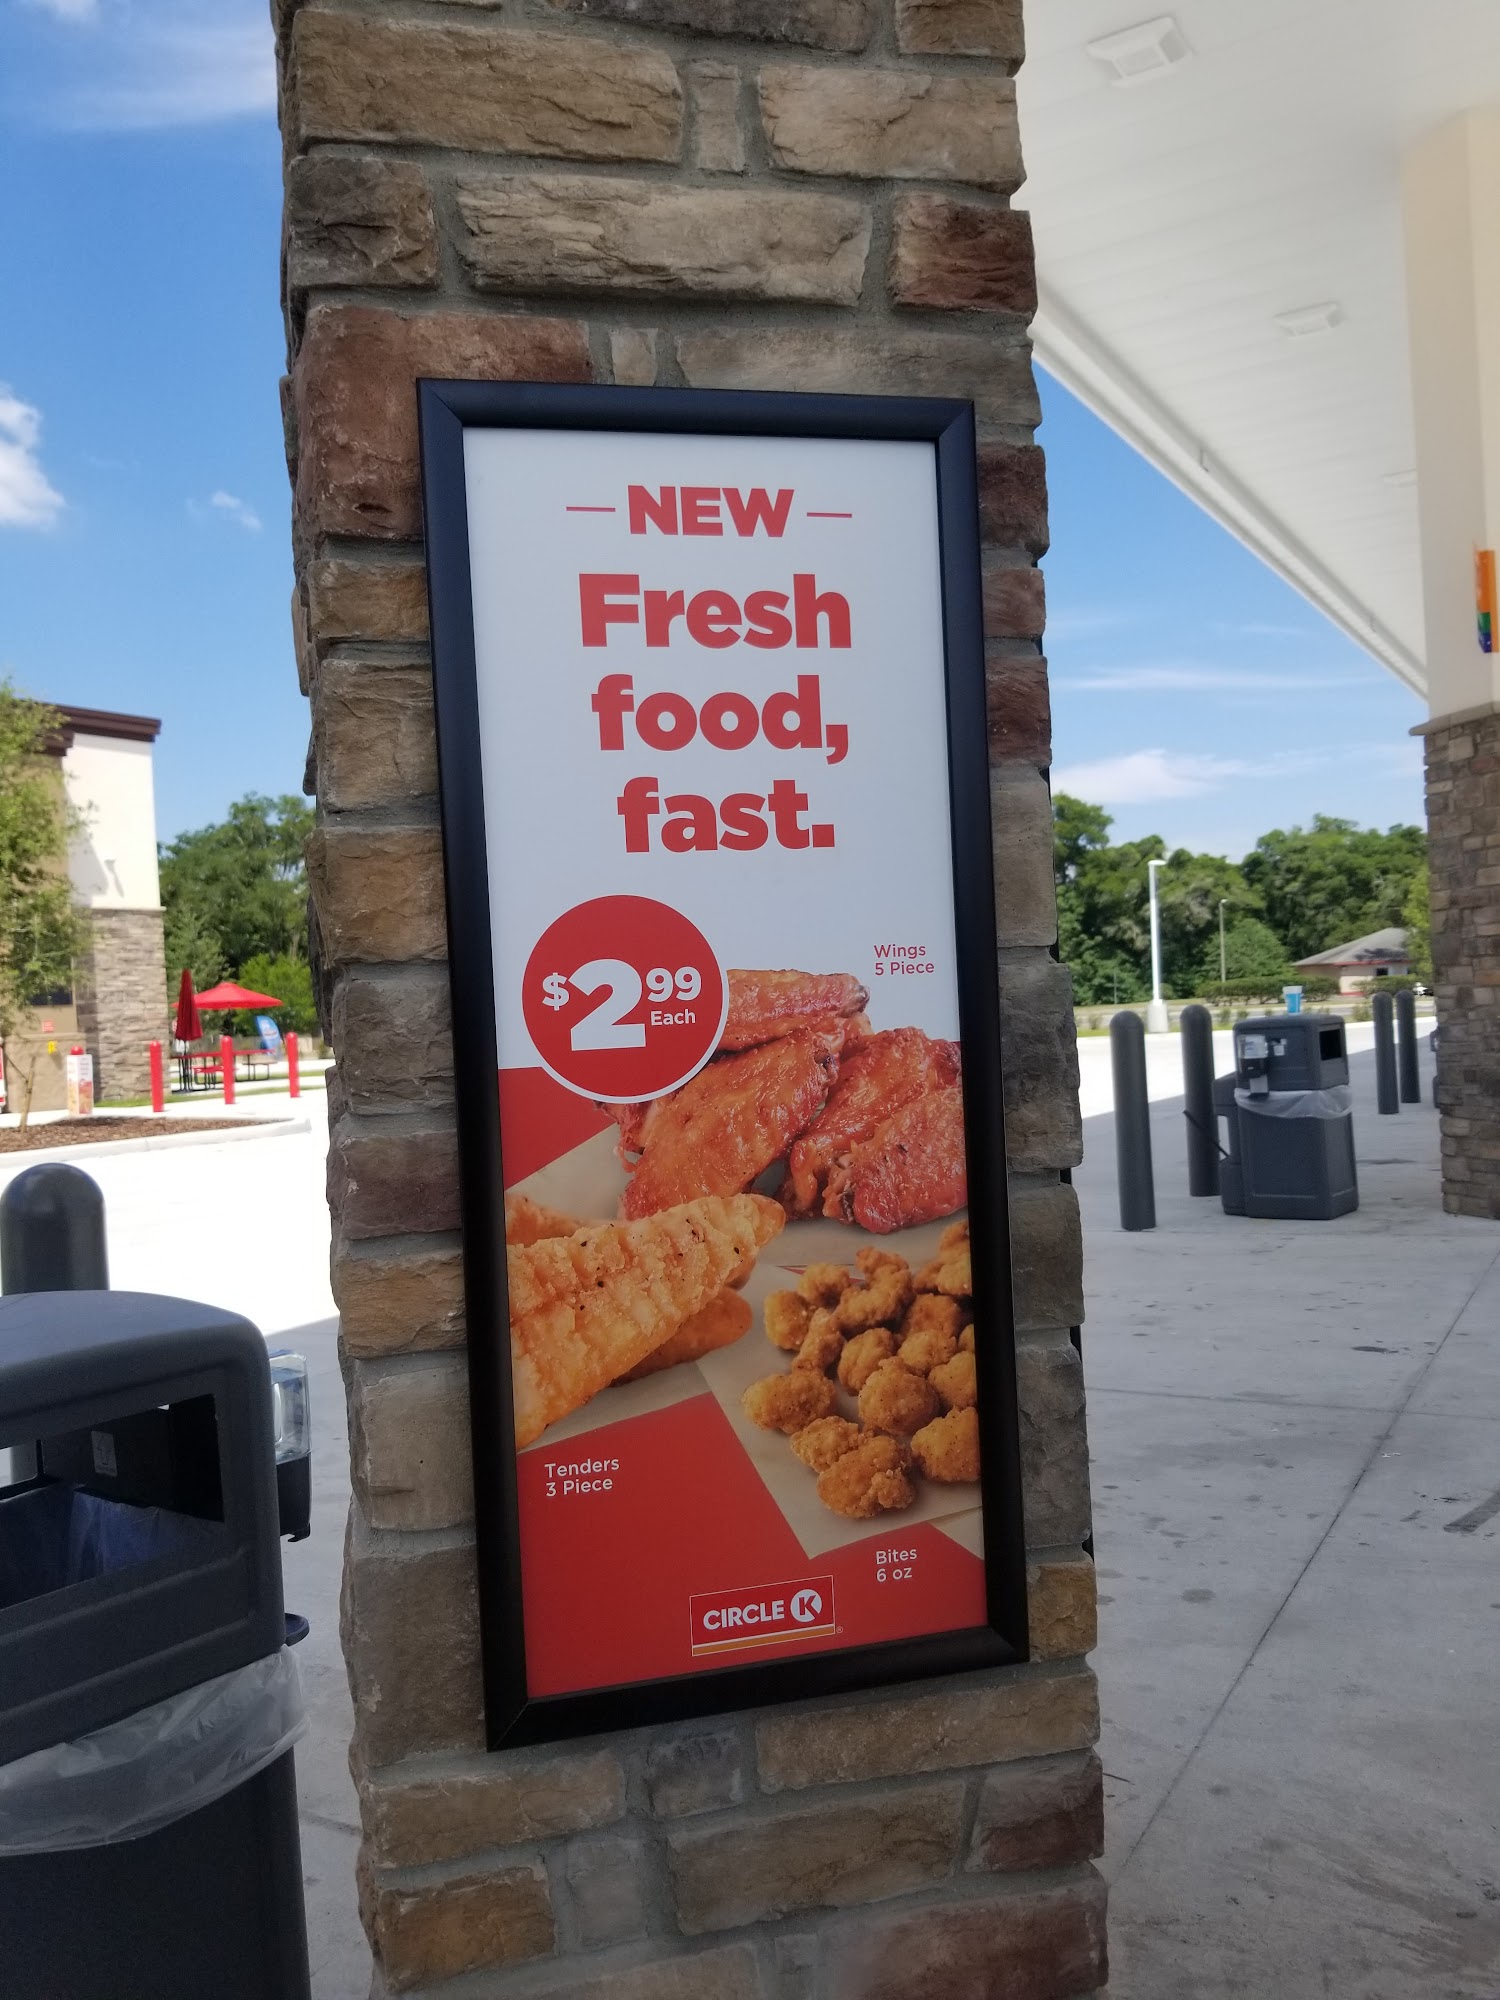 — NEW —
Fresh
food,
fast.
$2 99
Each
Wings
5 Piece
Tenders
3 Piece
Bites
6 oz
CIRCLE K®